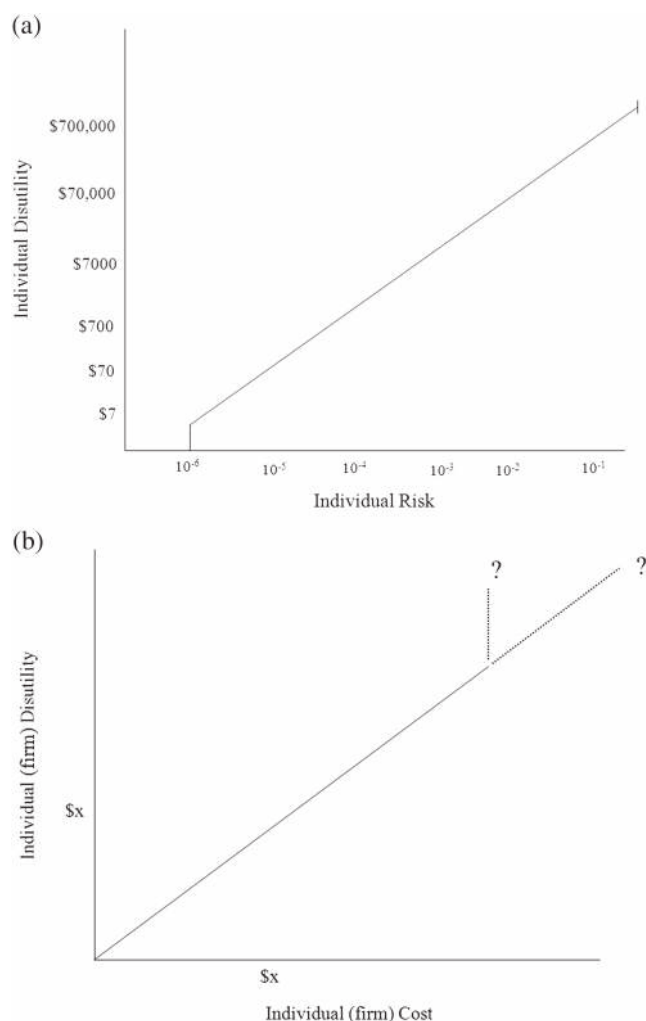 (a)
Individual Disutility
$700,000
$70,000
$7000
$700
$70
$7
10⁻⁶ 10⁻⁵ 10⁻⁴ 10⁻³ 10⁻² 10⁻¹
Individual Risk
(b)
? ?
Individual (firm) Disutility
$x
$x
Individual (firm) Cost